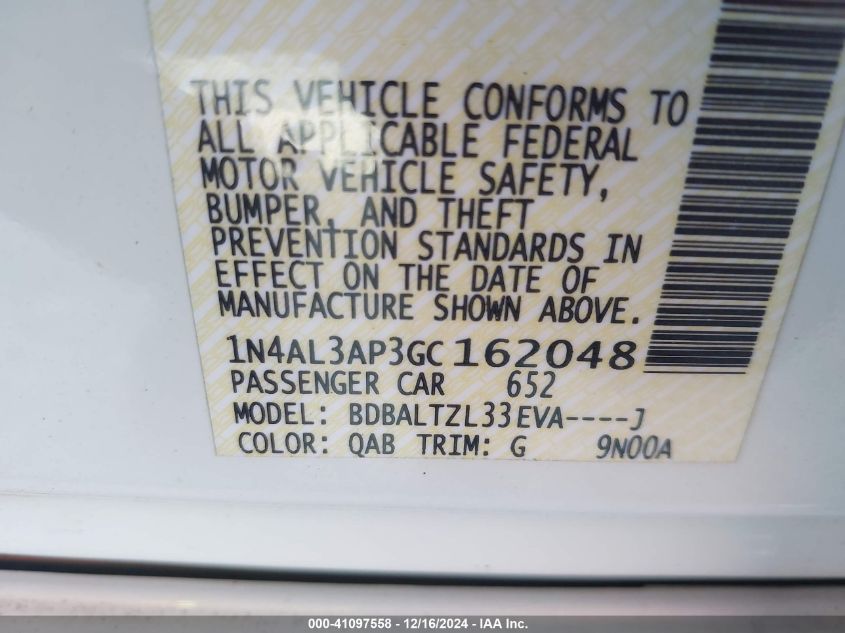 THIS VEHICLE CONFORMS TO
ALL APPLICABLE FEDERAL
MOTOR VEHICLE SAFETY,
BUMPER, AND THEFT
PREVENTION STANDARDS IN
EFFECT ON THE DATE OF
MANUFACTURE SHOWN ABOVE.
1N4AL3AP3GC162048
PASSENGER CAR 652
MODEL: BDBALTZL33EVA----J
COLOR: QAB TRIM: G 9N00A
000-41097558 - 12/16/2024 - IAA Inc.